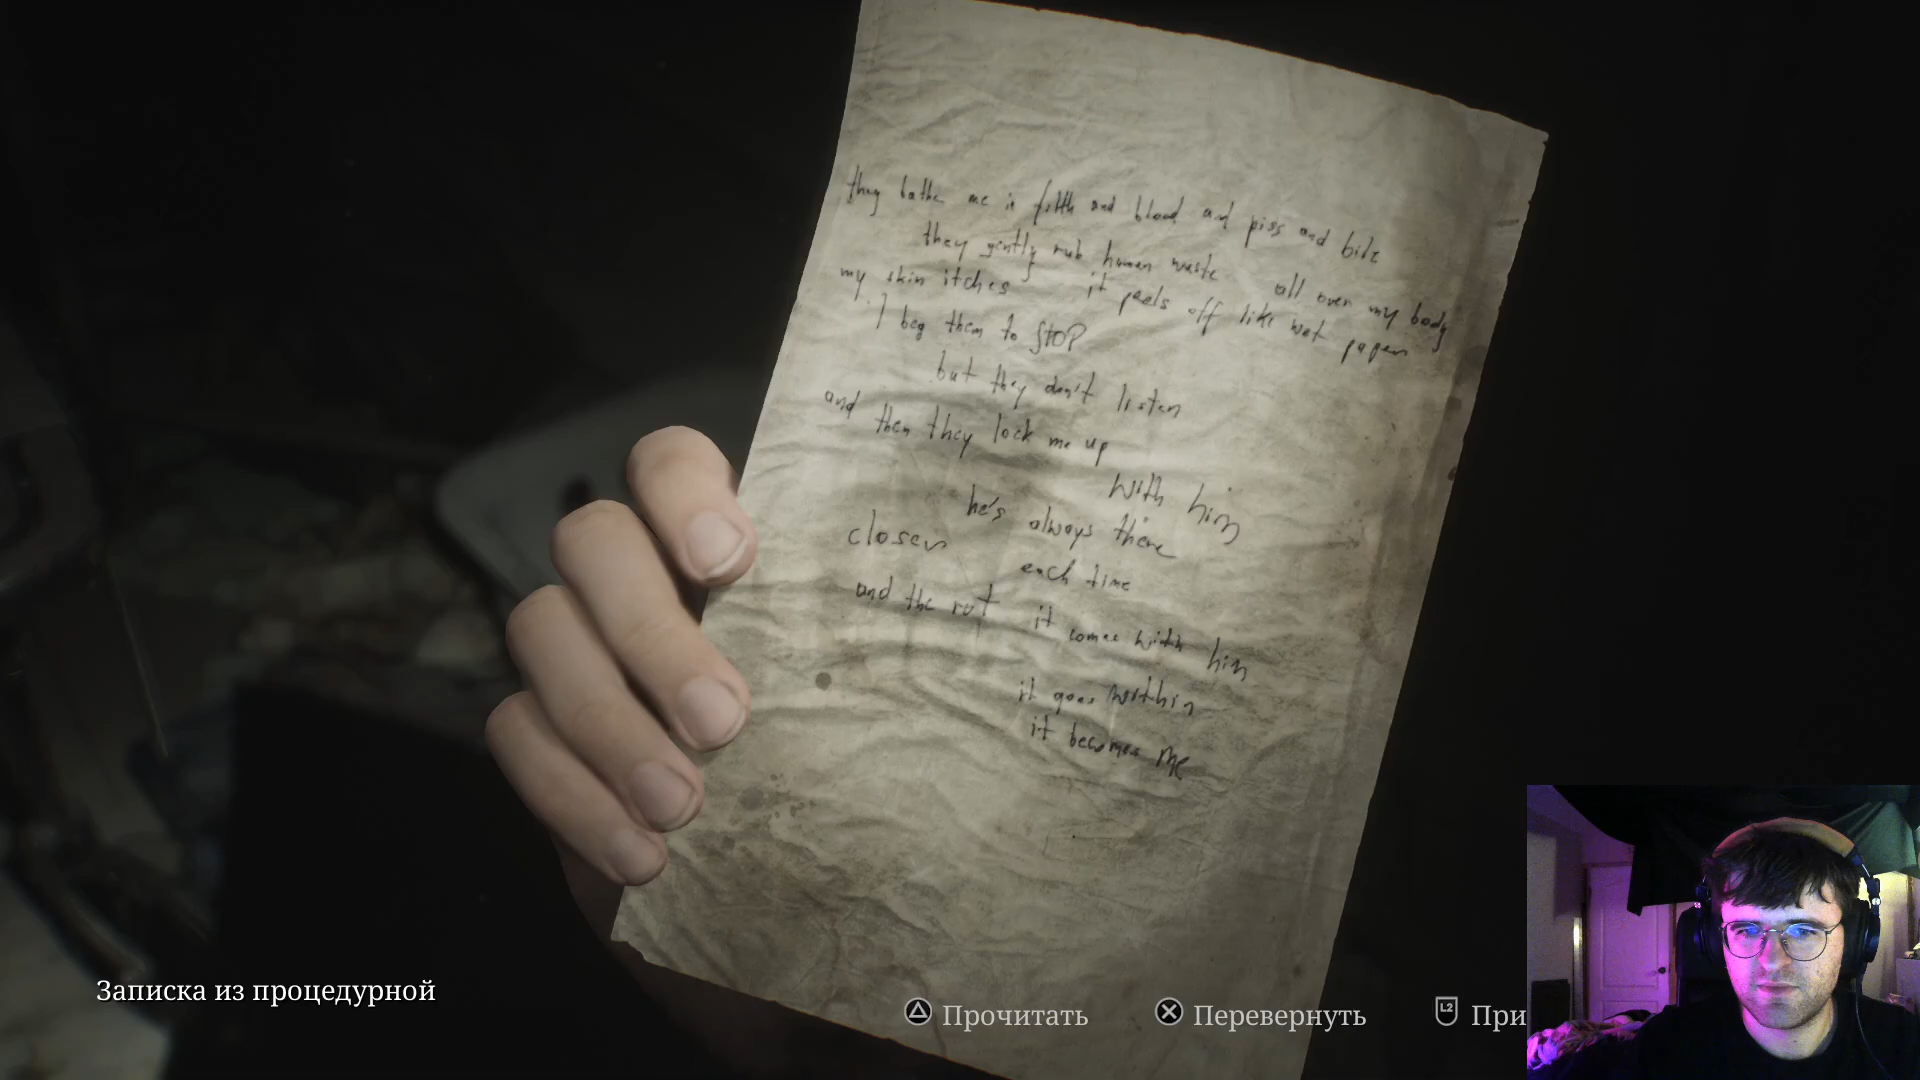 they bathe me in filth and blood and piss and bile
they gently rub human waste all over my body
my skin itches it peels off like wet paper
I beg them to STOP
but they don't listen
and then they lock me up
with him
he's always there
closer each time
and the rot it comes with him
it goes within
it becomes me
Записка из процедурной
Прочитать
Перевернуть
L2 При